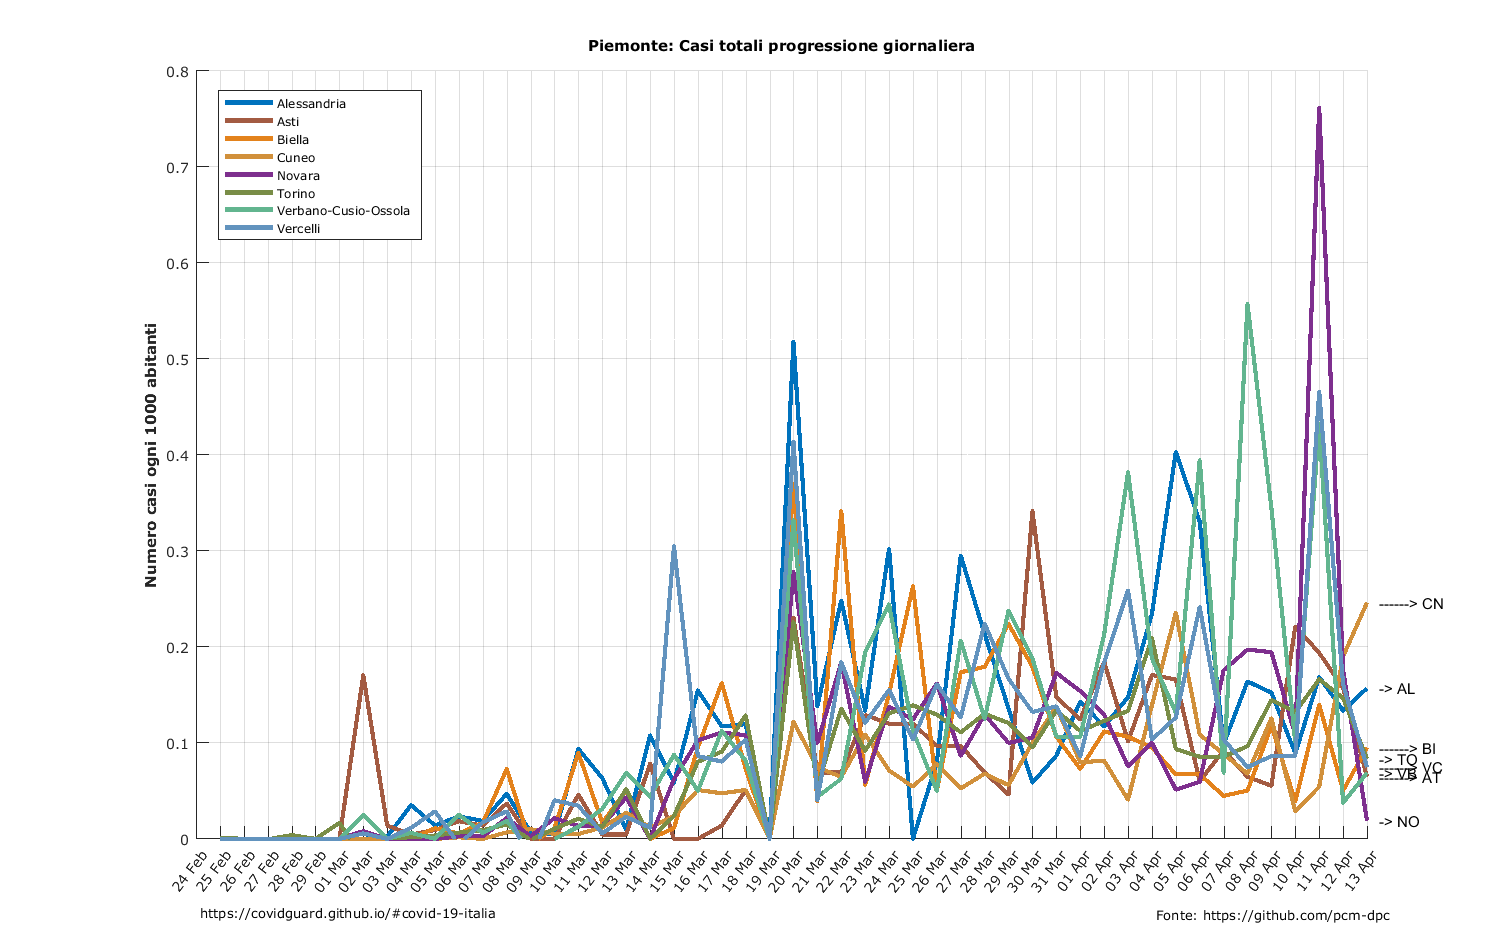 Piemonte: Casi totali progressione giornaliera
0.8
0.7
0.6
0.5
0.4
0.3
0.2
0.1
0
Numero casi ogni 1000 abitanti
Alessandria
Asti
Biella
Cuneo
Novara
Torino
Verbano-Cusio-Ossola
Vercelli
------> CN
-> AL
------> BI
-> TO
------> VC
-> VB
------> AT
-> NO
24 Feb
25 Feb
26 Feb
27 Feb
28 Feb
29 Feb
01 Mar
02 Mar
03 Mar
04 Mar
05 Mar
06 Mar
07 Mar
08 Mar
09 Mar
10 Mar
11 Mar
12 Mar
13 Mar
14 Mar
15 Mar
16 Mar
17 Mar
18 Mar
19 Mar
20 Mar
21 Mar
22 Mar
23 Mar
24 Mar
25 Mar
26 Mar
27 Mar
28 Mar
29 Mar
30 Mar
31 Mar
01 Apr
02 Apr
03 Apr
04 Apr
05 Apr
06 Apr
07 Apr
08 Apr
09 Apr
10 Apr
11 Apr
12 Apr
13 Apr
https://covidguard.github.io/#covid-19-italia
Fonte: https://github.com/pcm-dpc